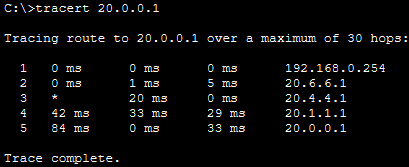 C:\>tracert 20.0.0.1
Tracing route to 20.0.0.1 over a maximum of 30 hops:
1 0 ms 0 ms 0 ms 192.168.0.254
2 0 ms 1 ms 5 ms 20.6.6.1
3 * 20 ms 0 ms 20.4.4.1
4 42 ms 33 ms 29 ms 20.1.1.1
5 84 ms 0 ms 33 ms 20.0.0.1
Trace complete.